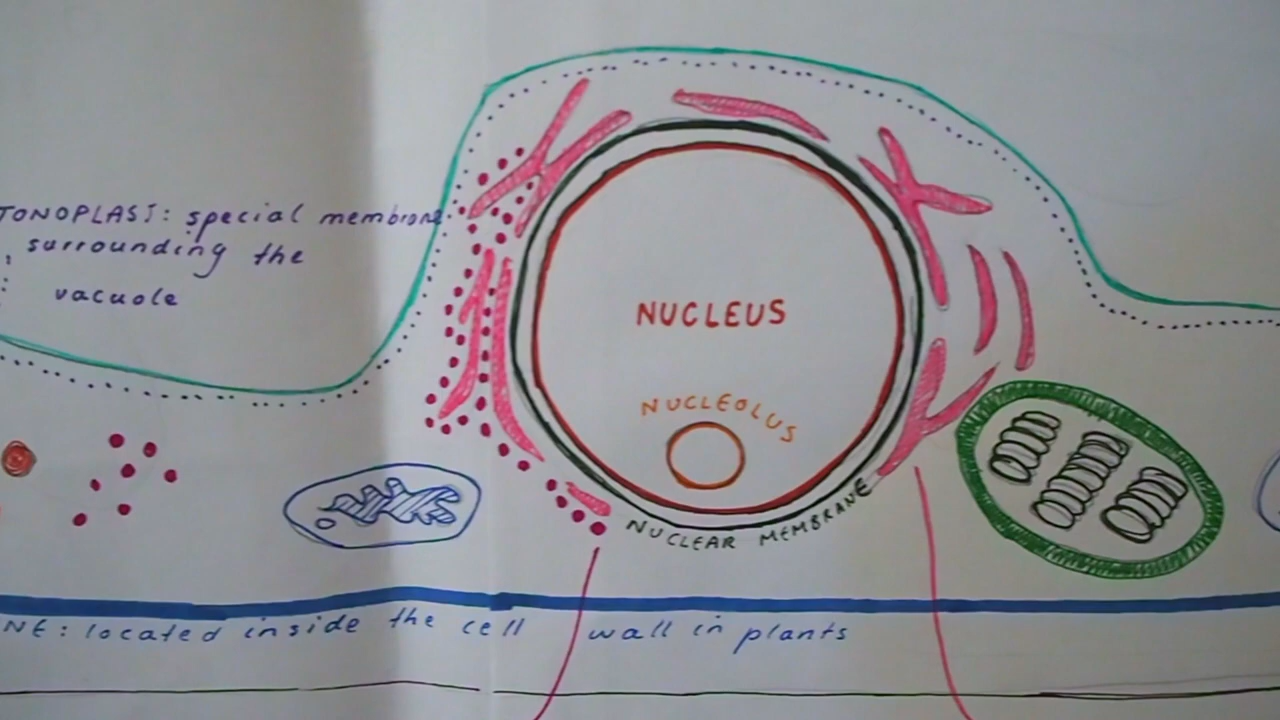 TONOPLAST: special membrane
surrounding the
vacuole
NUCLEUS
NUCLEOLUS
NUCLEAR MEMBRANE
NE: located inside the cell wall in plants